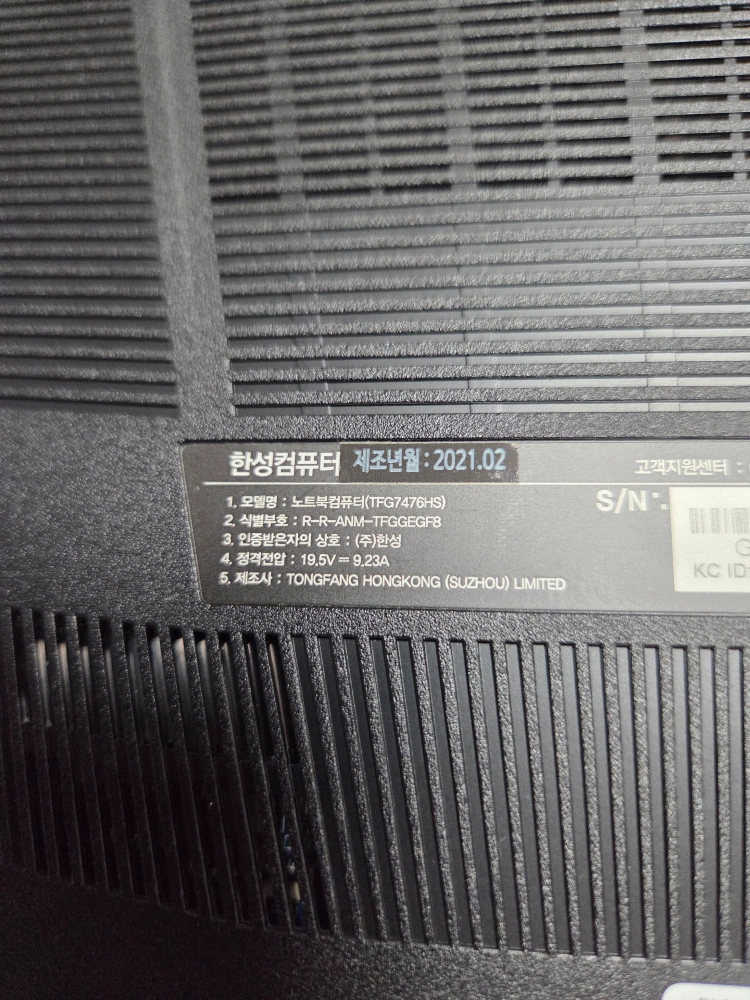 한성컴퓨터 제조년월 : 2021.02
고객지원센터 :
1. 모델명 : 노트북컴퓨터(TFG7476HS)
S/N :
2. 식별부호 : R-R-ANM-TFGGEGF8
3. 인증받은자의 상호 : (주)한성
4. 정격전압 : 19.5V ⎓ 9.23A
5. 제조사 : TONGFANG HONGKONG (SUZHOU) LIMITED
G
KC ID: